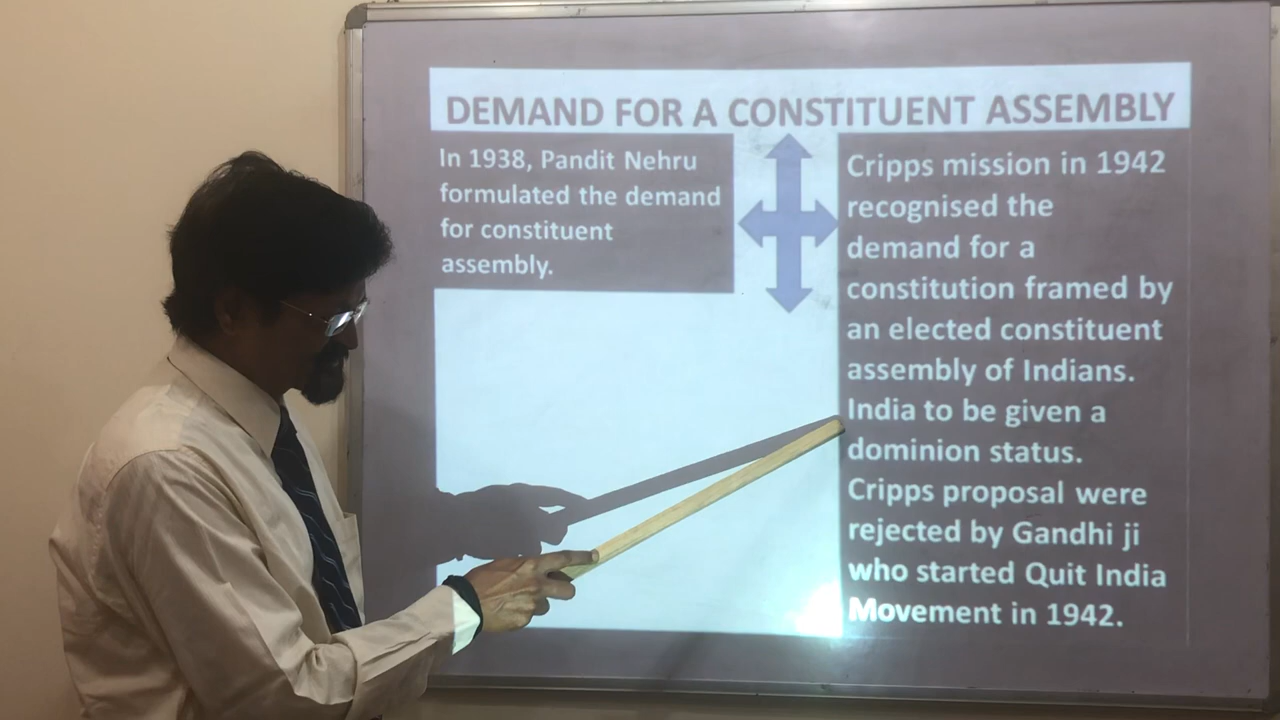 DEMAND FOR A CONSTITUENT ASSEMBLY
In 1938, Pandit Nehru
formulated the demand
for constituent
assembly.
Cripps mission in 1942
recognised the
demand for a
constitution framed by
an elected constituent
assembly of Indians.
India to be given a
dominion status.
Cripps proposal were
rejected by Gandhi ji
who started Quit India
Movement in 1942.